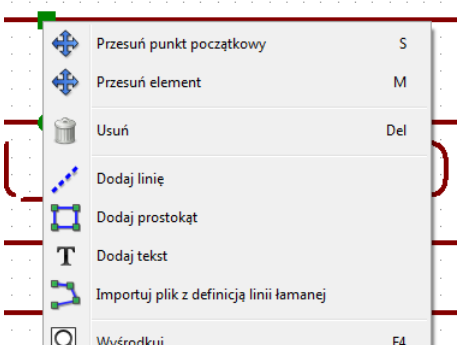 Przesuń punkt początkowy S
Przesuń element M
Usuń Del
Dodaj linię
Dodaj prostokąt
T Dodaj tekst
Importuj plik z definicją linii łamanej
Wyśrodkuj F4